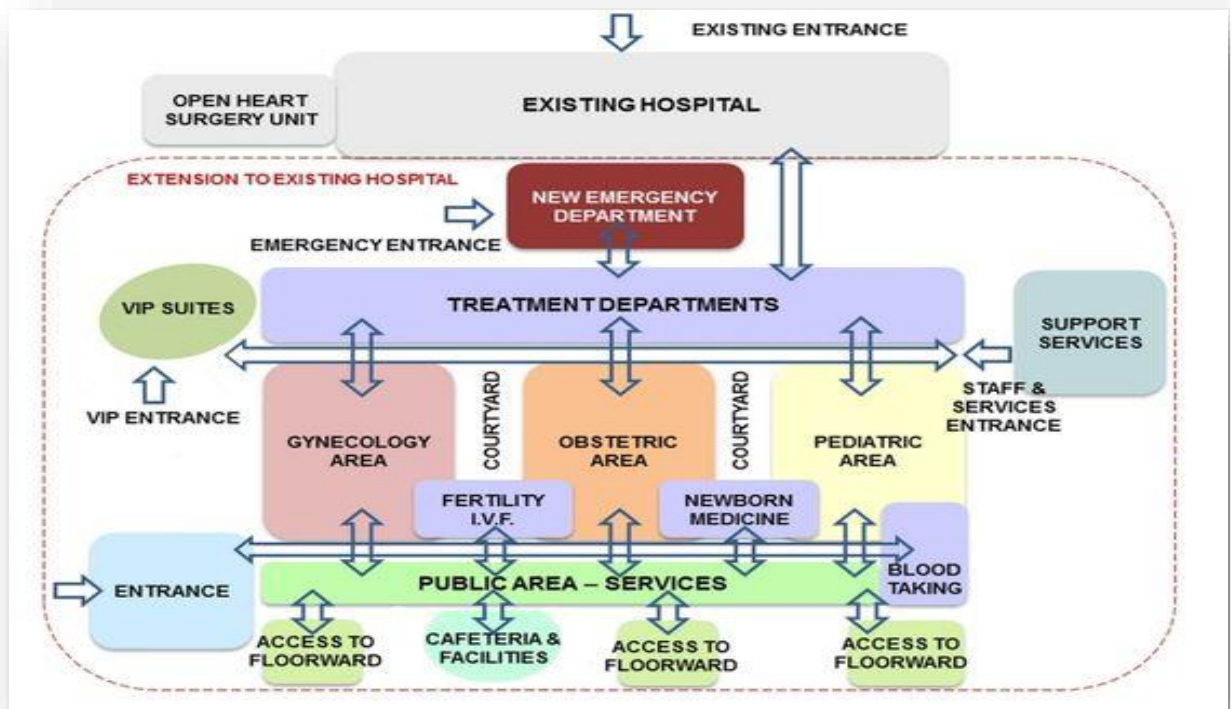 EXISTING ENTRANCE
OPEN HEART
SURGERY UNIT
EXISTING HOSPITAL
EXTENSION TO EXISTING HOSPITAL
NEW EMERGENCY
DEPARTMENT
EMERGENCY ENTRANCE
VIP SUITES
TREATMENT DEPARTMENTS
SUPPORT
SERVICES
VIP ENTRANCE
STAFF &
SERVICES
ENTRANCE
GYNECOLOGY
AREA
COURTYARD
OBSTETRIC
AREA
COURTYARD
PEDIATRIC
AREA
FERTILITY
I.V.F.
NEWBORN
MEDICINE
ENTRANCE
PUBLIC AREA – SERVICES
BLOOD
TAKING
ACCESS TO
FLOORWARD
CAFETERIA &
FACILITIES
ACCESS TO
FLOORWARD
ACCESS TO
FLOORWARD